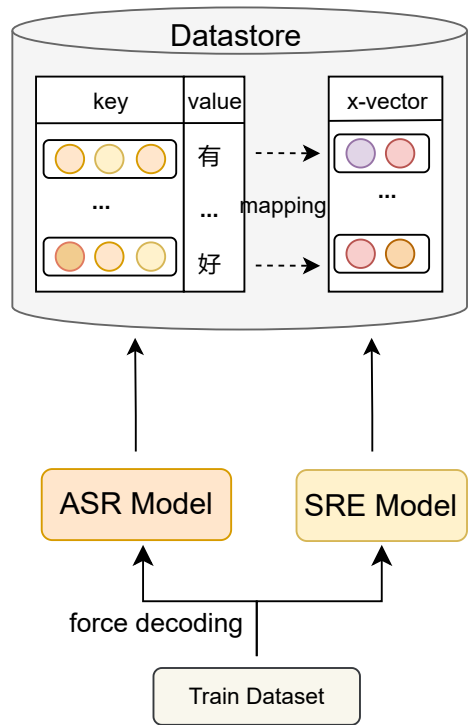 Datastore
key value x-vector
有
... ... ...
mapping
好
ASR Model SRE Model
force decoding
Train Dataset